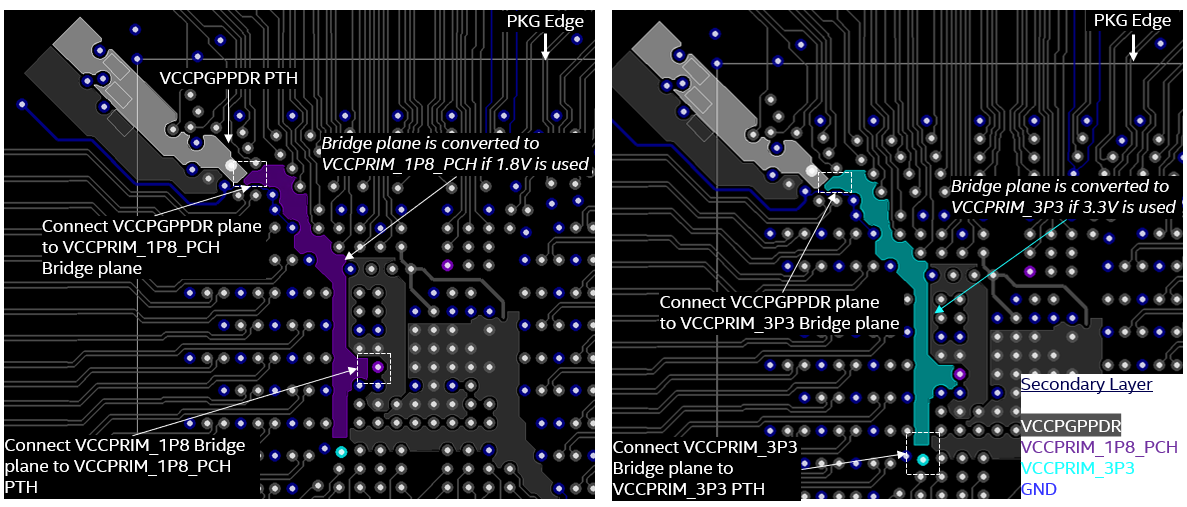 PKG Edge
VCCPGPPDR PTH
Bridge plane is converted to
VCCPRIM_1P8_PCH if 1.8V is used
Connect VCCPGPPDR plane
to VCCPRIM_1P8_PCH
Bridge plane
Connect VCCPRIM_1P8 Bridge
plane to VCCPRIM_1P8_PCH
PTH
PKG Edge
Bridge plane is converted to
VCCPRIM_3P3 if 3.3V is used
Connect VCCPGPPDR plane
to VCCPRIM_3P3 Bridge plane
Connect VCCPRIM_3P3
Bridge plane to
VCCPRIM_3P3 PTH
Secondary Layer
VCCPGPPDR
VCCPRIM_1P8_PCH
VCCPRIM_3P3
GND